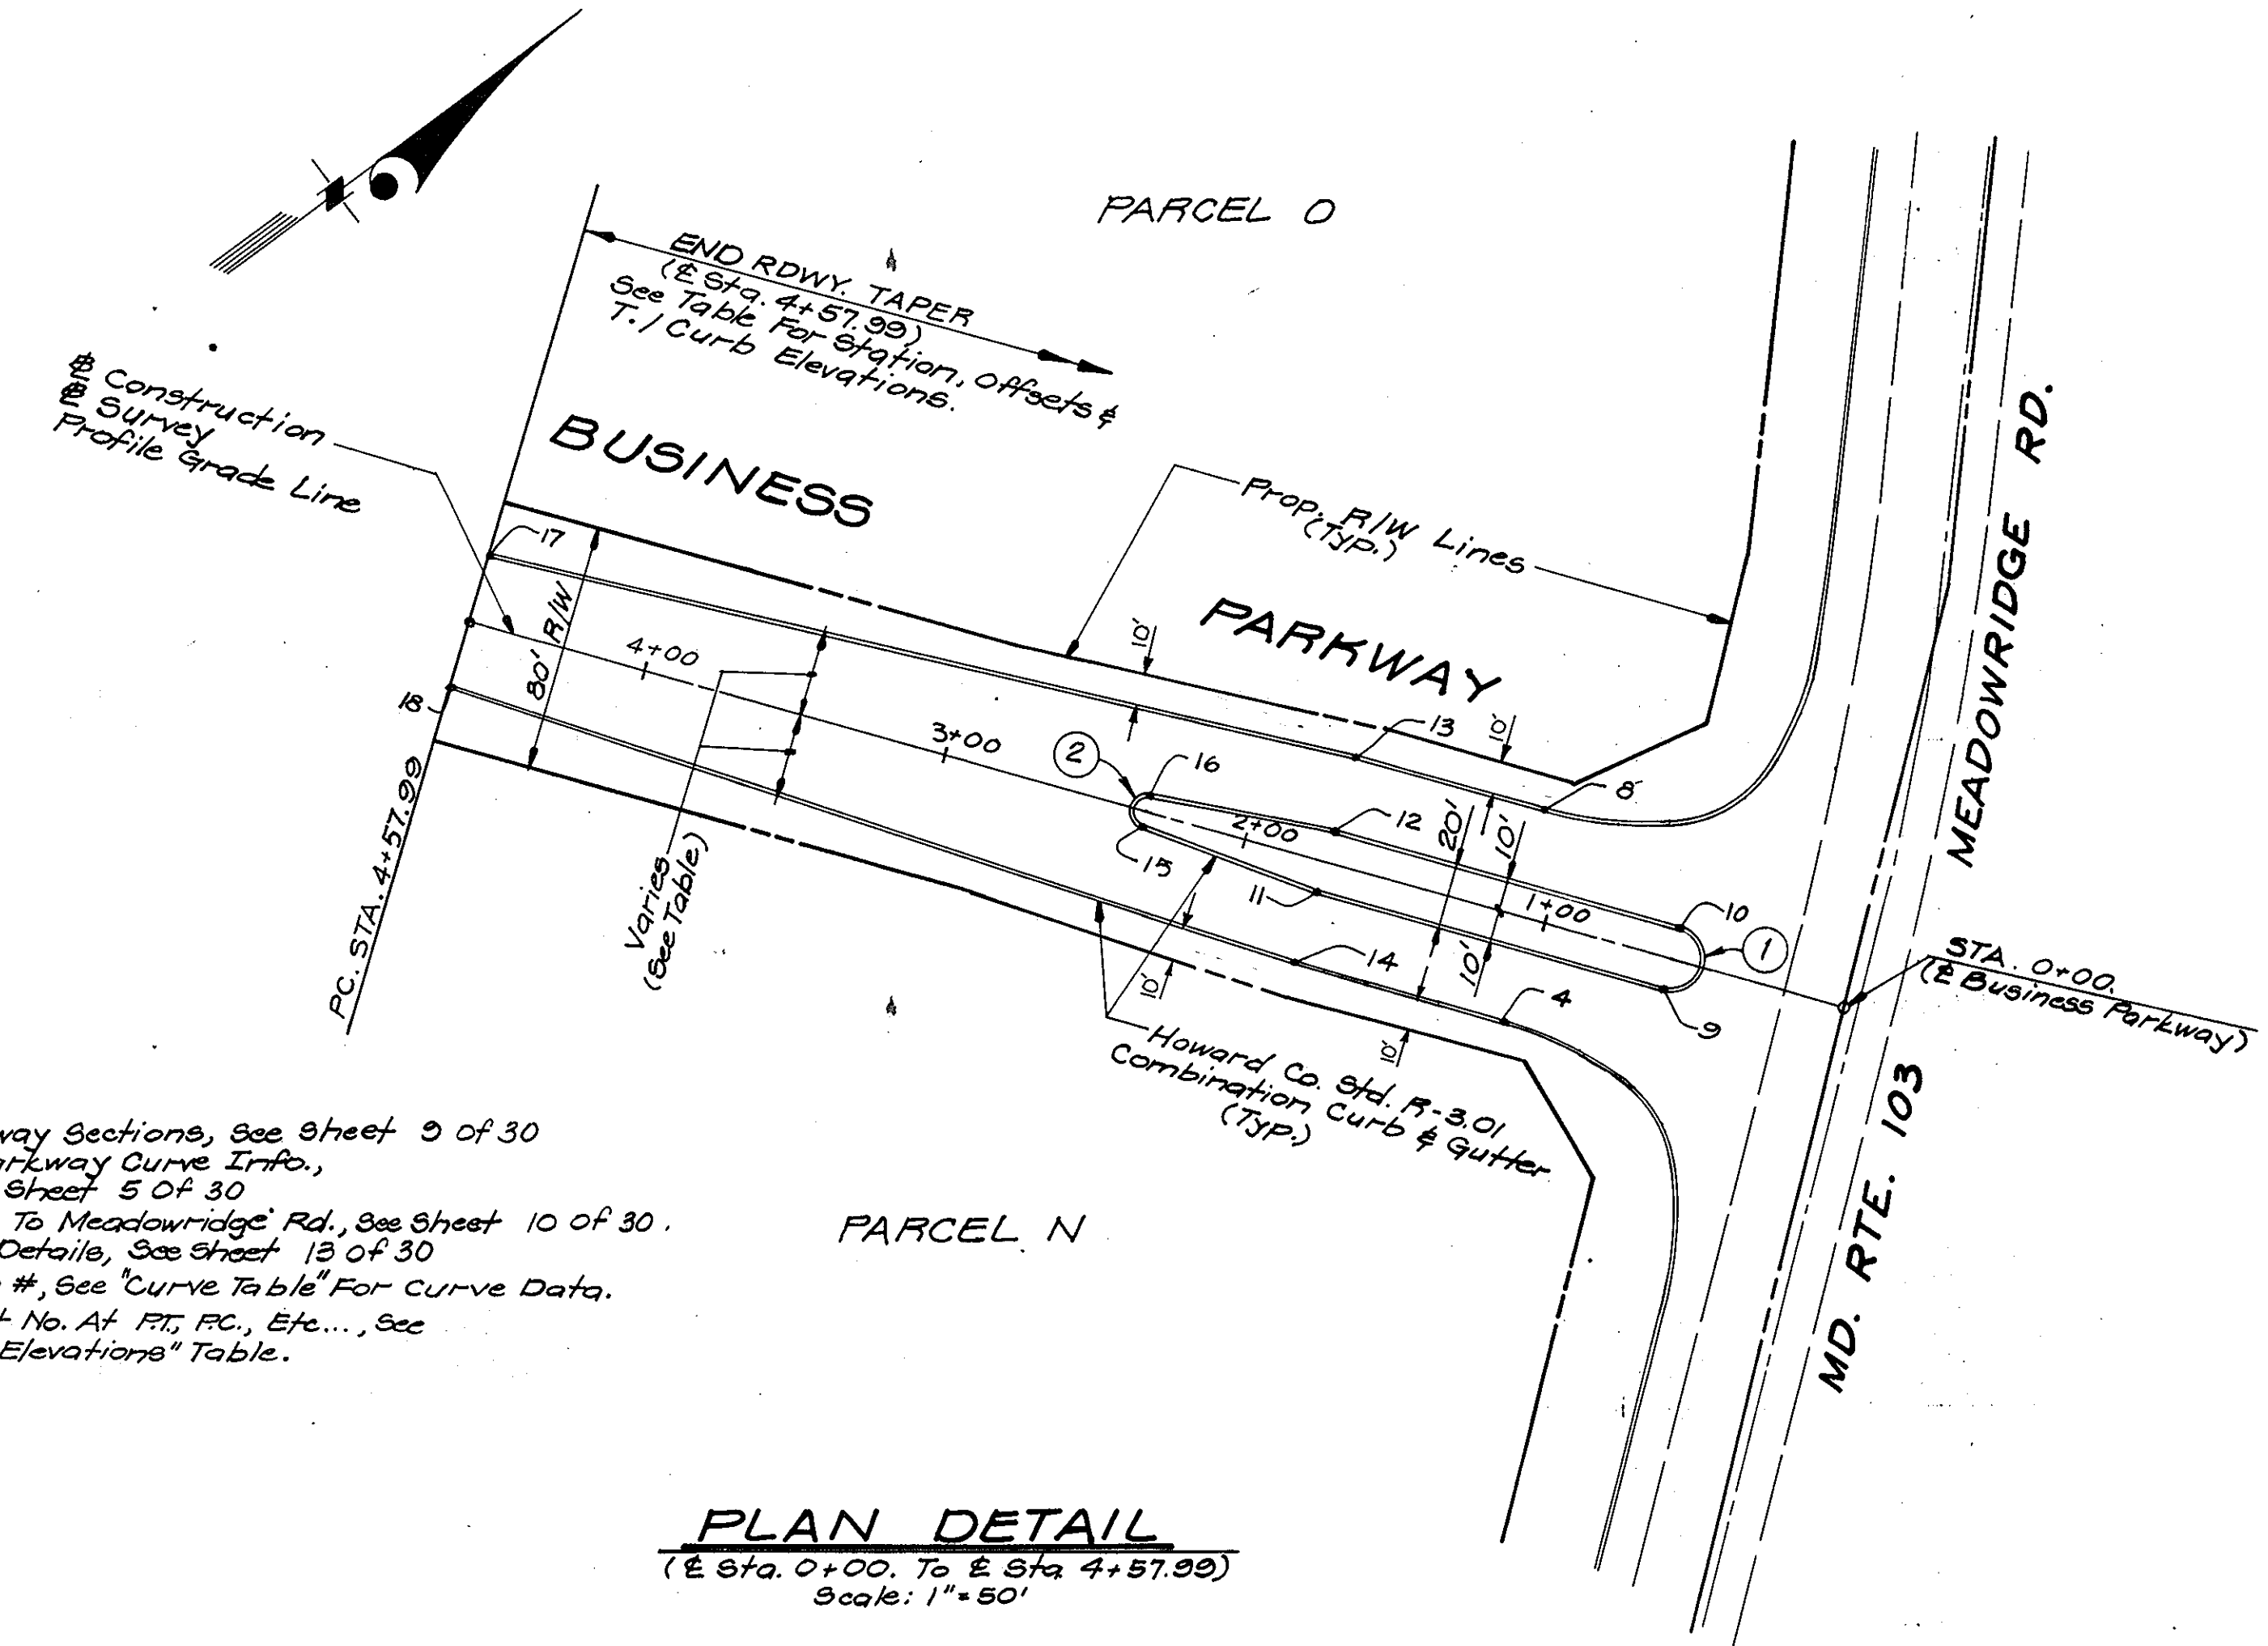 PARCEL O
END RDWY. TAPER
(℄ Sta. 4+57.99)
See Table For Station, Offsets &
T./Curb Elevations.
℄ Construction
℄ Survey
Profile Grade Line
BUSINESS
PARKWAY
Prop. R/W Lines
(Typ.)
MEADOWRIDGE RD.
MD. RTE. 103
17
18
80' R/W
4+00
3+00
2+00
1+00
10'
10'
2
16
13
8
12
15
11
20'
10'
10'
10
1
9
14
4
10'
10'
Varies
(See Table)
PC. STA. 4+57.99
STA. 0+00.
(℄ Business Parkway)
Howard Co. Std. R-3.01
Combination Curb & Gutter
(Typ.)
way Sections, See Sheet 9 of 30
arkway Curve Info.,
Sheet 5 Of 30
To Meadowridge Rd., See Sheet 10 of 30.
Details, See Sheet 13 of 30
#, See "Curve Table" For Curve Data.
No. At P.T., P.C., Etc..., See
Elevations" Table.
PARCEL N
PLAN DETAIL
(℄ Sta. 0+00. To ℄ Sta 4+57.99)
Scale: 1"=50'